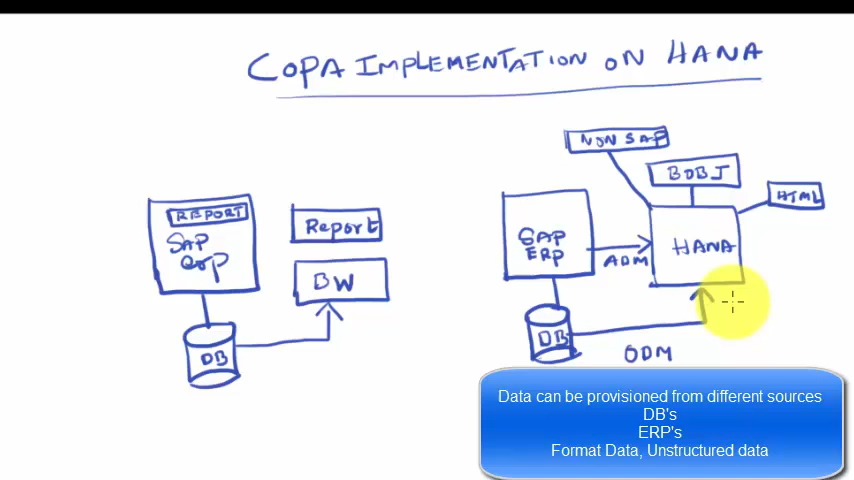 COPA IMPLEMENTATION ON HANA
NON SAP
BOBJ
HTML
REPORT
SAP
ERP
Report
BW
DB
SAP
ERP
ADM
HANA
DB
ODM
Data can be provisioned from different sources
DB's
ERP's
Format Data, Unstructured data